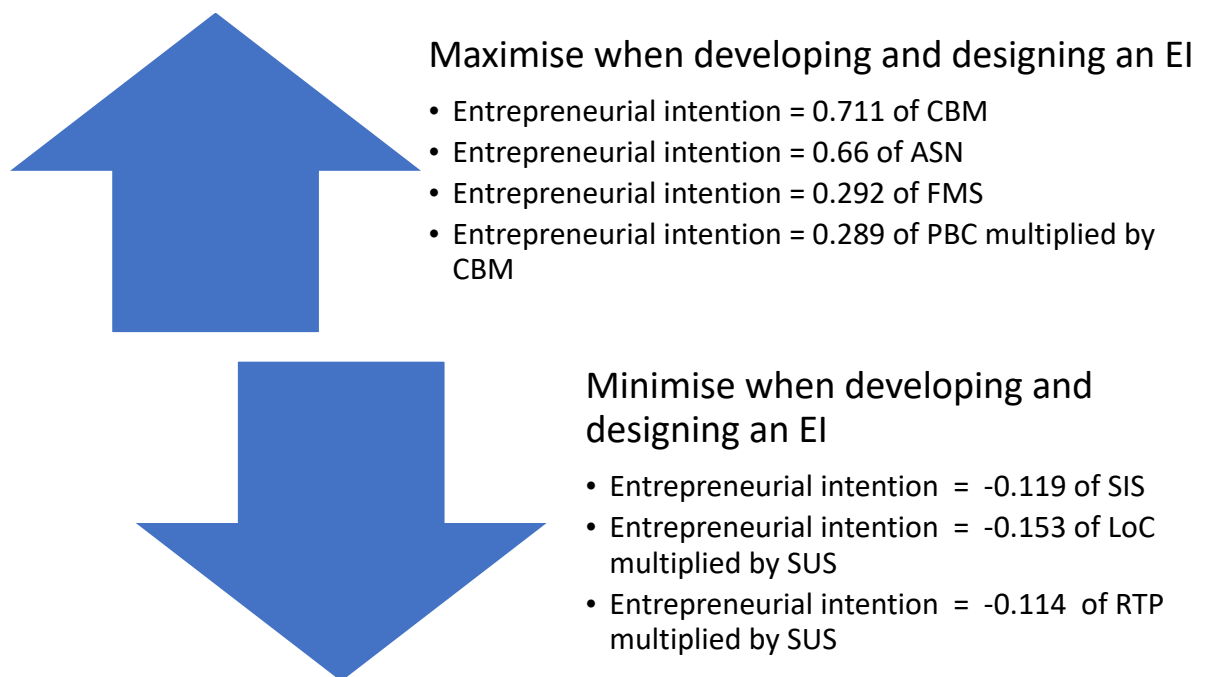 Maximise when developing and designing an EI
• Entrepreneurial intention = 0.711 of CBM
• Entrepreneurial intention = 0.66 of ASN
• Entrepreneurial intention = 0.292 of FMS
• Entrepreneurial intention = 0.289 of PBC multiplied by
CBM
Minimise when developing and
designing an EI
• Entrepreneurial intention = -0.119 of SIS
• Entrepreneurial intention = -0.153 of LoC
multiplied by SUS
• Entrepreneurial intention = -0.114 of RTP
multiplied by SUS